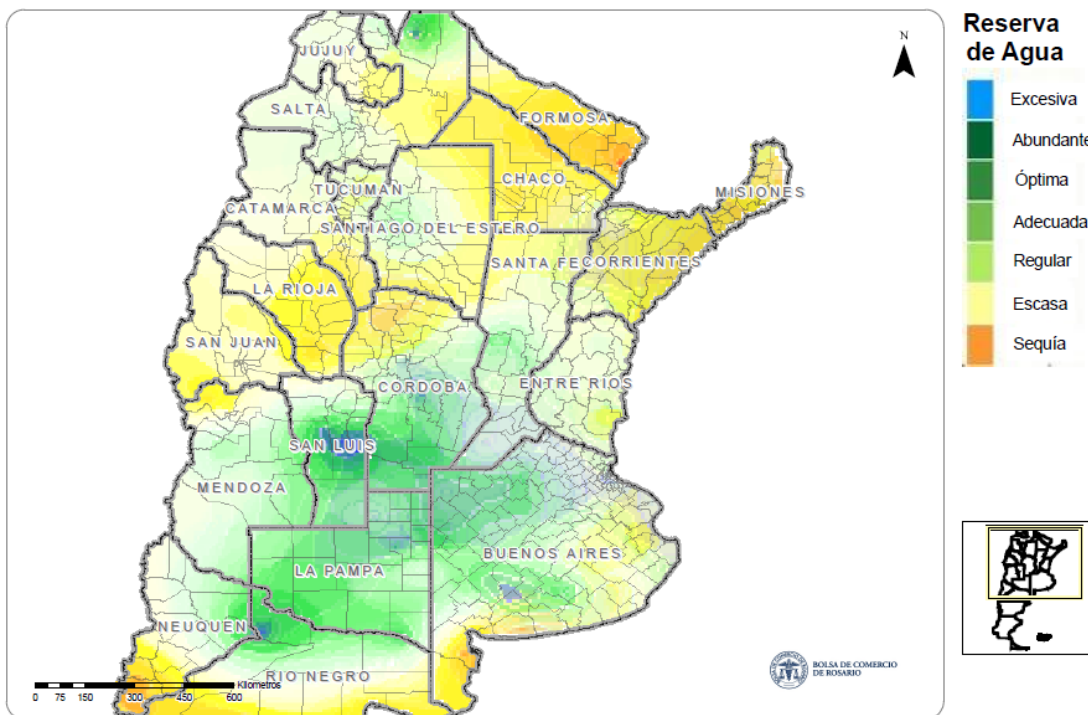 Reserva
de Agua
Excesiva
Abundante
Óptima
Adecuada
Regular
Escasa
Sequía
N
JUJUY
SALTA
FORMOSA
CHACO
MISIONES
TUCUMAN
CATAMARCA
SANTIAGO DEL ESTERO
SANTA FE
CORRIENTES
LA RIOJA
SAN JUAN
CORDOBA
ENTRE RIOS
SAN LUIS
MENDOZA
BUENOS AIRES
LA PAMPA
NEUQUEN
RIO NEGRO
Kilometros
0 75 150 300 450 600
BOLSA DE COMERCIO
DE ROSARIO